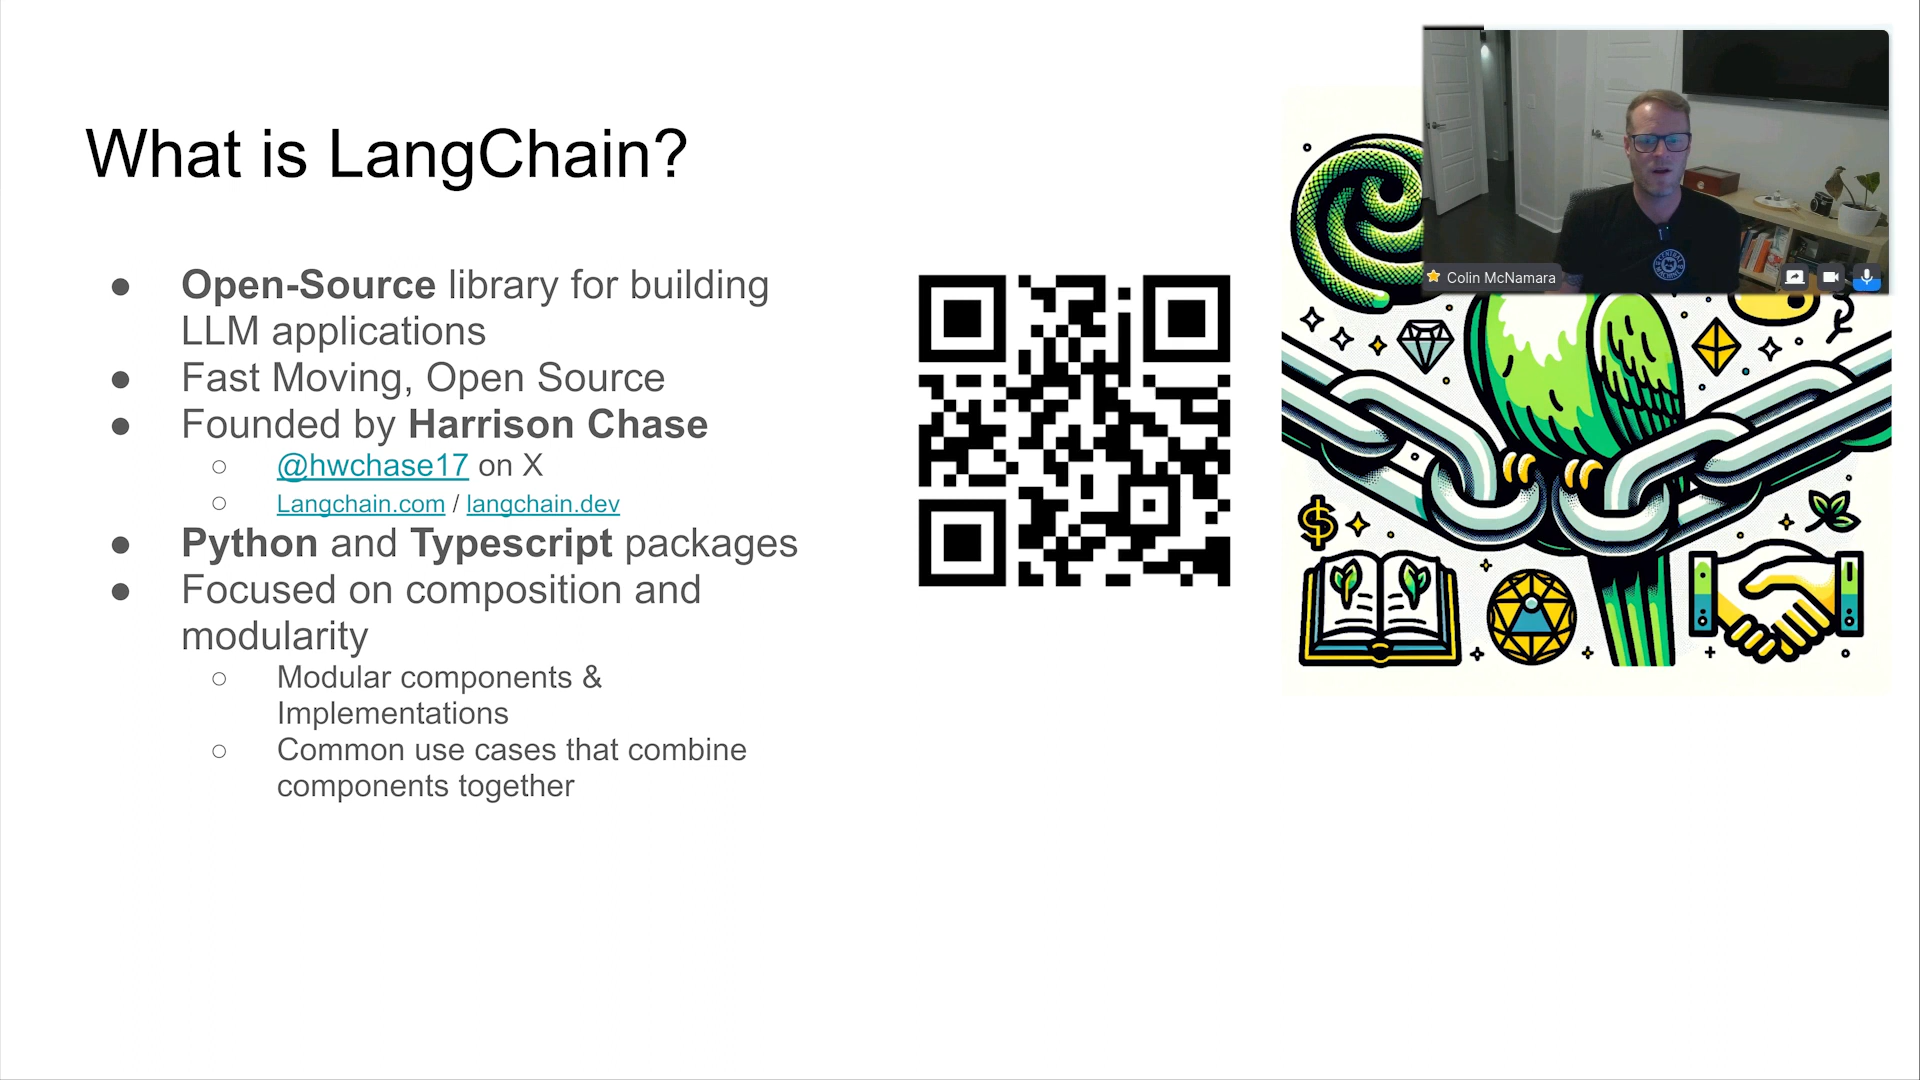 What is LangChain?
● Open-Source library for building
LLM applications
● Fast Moving, Open Source
● Founded by Harrison Chase
○ @hwchase17 on X
○ Langchain.com / langchain.dev
● Python and Typescript packages
● Focused on composition and
modularity
○ Modular components &
Implementations
○ Common use cases that combine
components together
Colin McNamara
$